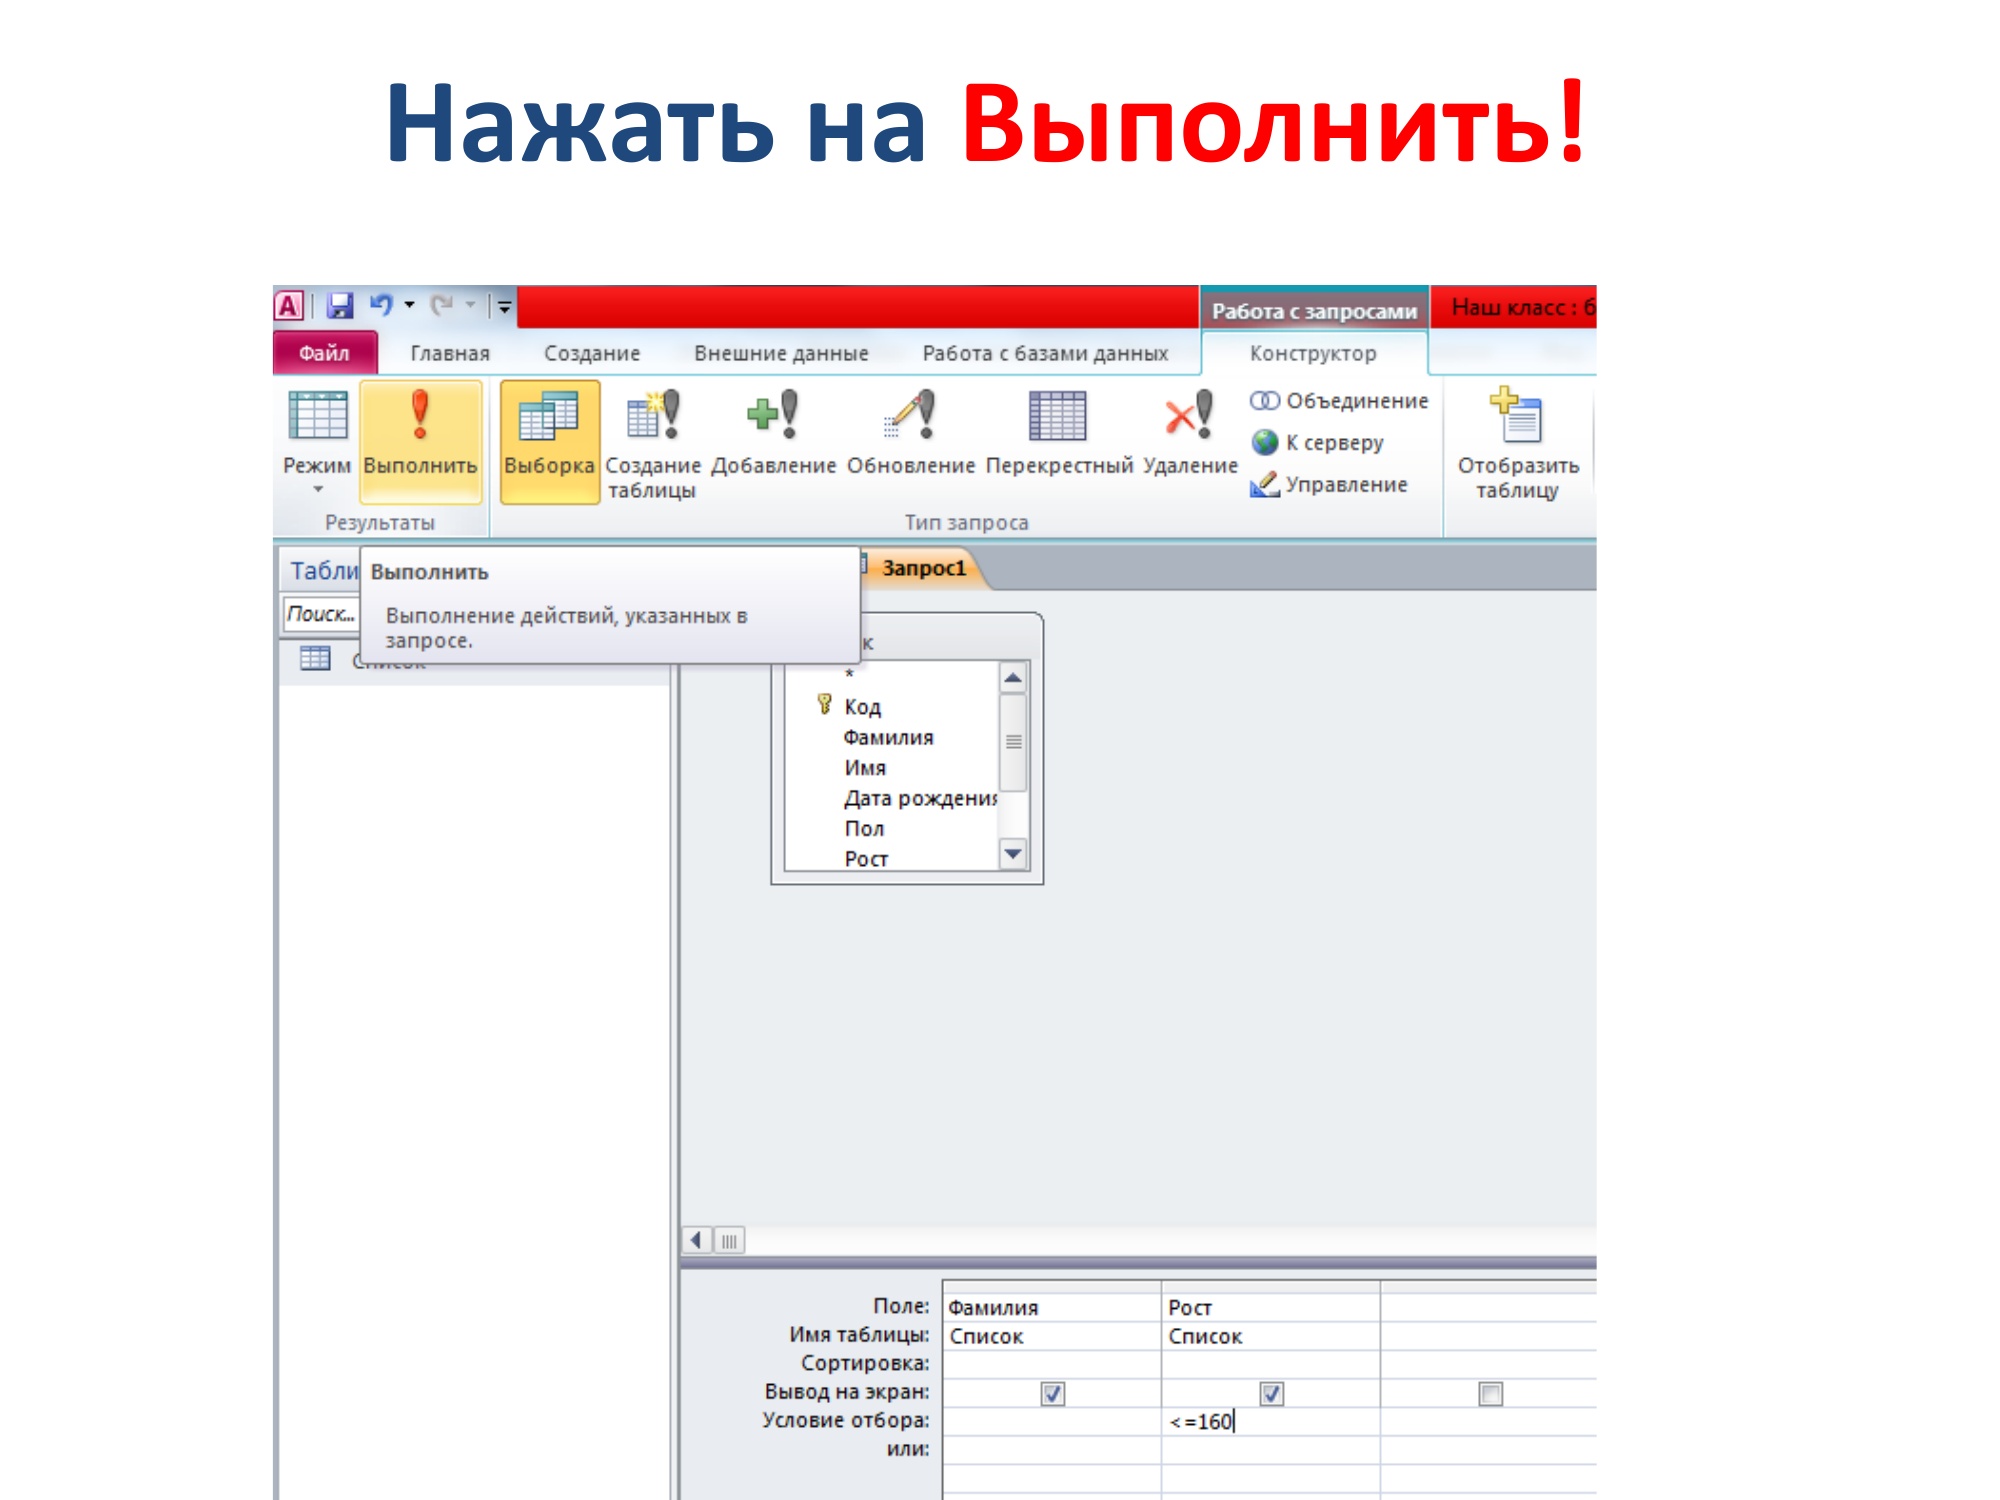 Нажать на Выполнить!
Работа с запросами
Наш класс : б
Файл
Главная
Создание
Внешние данные
Работа с базами данных
Конструктор
Режим
Выполнить
Выборка
Создание
таблицы
Добавление
Обновление
Перекрестный
Удаление
Объединение
К серверу
Управление
Отобразить
таблицу
Результаты
Тип запроса
Табли
Выполнить
Выполнение действий, указанных в
запросе.
Запрос1
Поиск...
Список
к
*
Код
Фамилия
Имя
Дата рождения
Пол
Рост
Поле: Фамилия Рост
Имя таблицы: Список Список
Сортировка:
Вывод на экран:
Условие отбора: <=160
или: